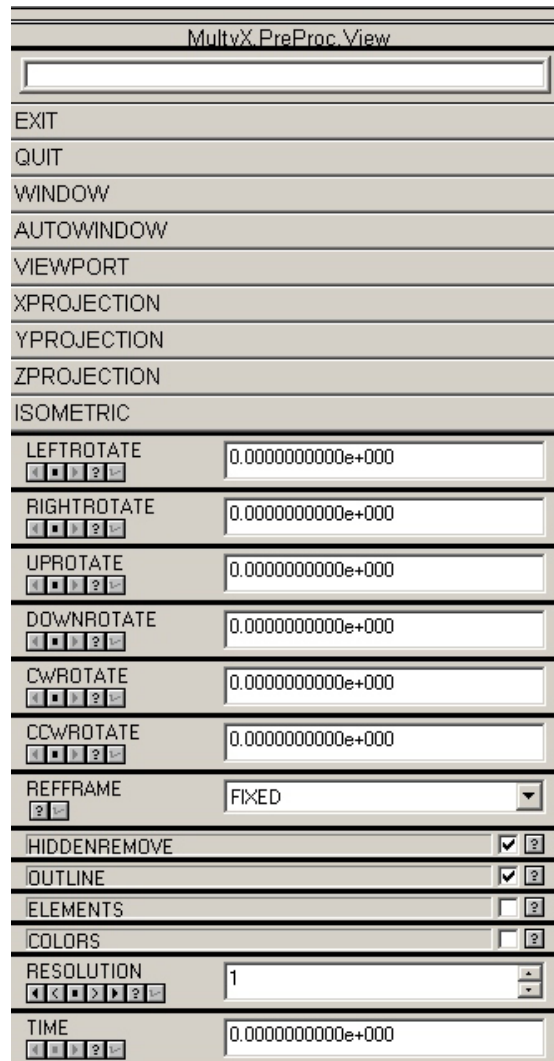 MultyX.PreProc.View
EXIT
QUIT
WINDOW
AUTOWINDOW
VIEWPORT
XPROJECTION
YPROJECTION
ZPROJECTION
ISOMETRIC
LEFTROTATE 0.0000000000e+000
RIGHTROTATE 0.0000000000e+000
UPROTATE 0.0000000000e+000
DOWNROTATE 0.0000000000e+000
CWROTATE 0.0000000000e+000
CCWROTATE 0.0000000000e+000
REFFRAME FIXED
HIDDENREMOVE
OUTLINE
ELEMENTS
COLORS
RESOLUTION 1
TIME 0.0000000000e+000